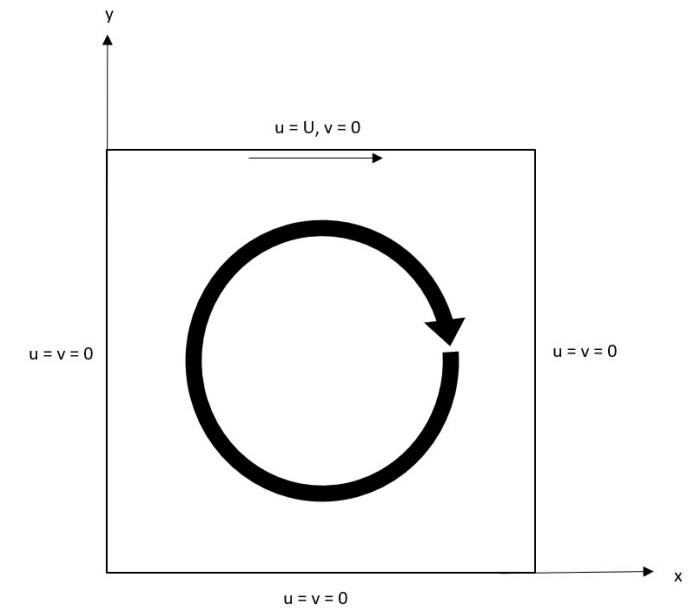 y
u = U, v = 0
u = v = 0
u = v = 0
x
u = v = 0